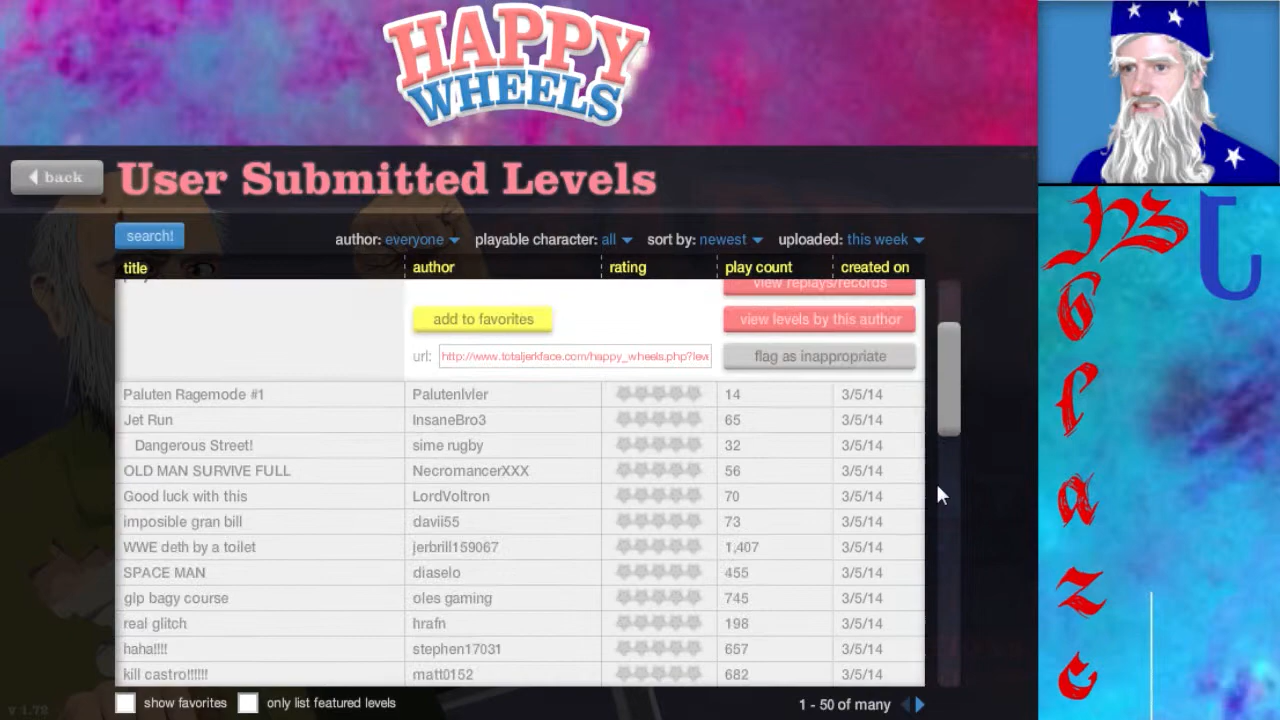 HAPPY
WHEELS
back
User Submitted Levels
search!
author: everyone playable character: all sort by: newest uploaded: this week
title author rating play count created on
view replays/records
add to favorites view levels by this author
url: http://www.totaljerkface.com/happy_wheels.php?lev flag as inappropriate
Paluten Ragemode #1 Palutenlvler 14 3/5/14
Jet Run InsaneBro3 65 3/5/14
Dangerous Street! sime rugby 32 3/5/14
OLD MAN SURVIVE FULL NecromancerXXX 56 3/5/14
Good luck with this LordVoltron 70 3/5/14
imposible gran bill davii55 73 3/5/14
WWE deth by a toilet jerbrill159067 1,407 3/5/14
SPACE MAN diaselo 455 3/5/14
glp bagy course oles gaming 745 3/5/14
real glitch hrafn 198 3/5/14
haha!!!! stephen17031 657 3/5/14
kill castro!!!!!! matt0152 682 3/5/14
show favorites only list featured levels 1 - 50 of many
v 1.72